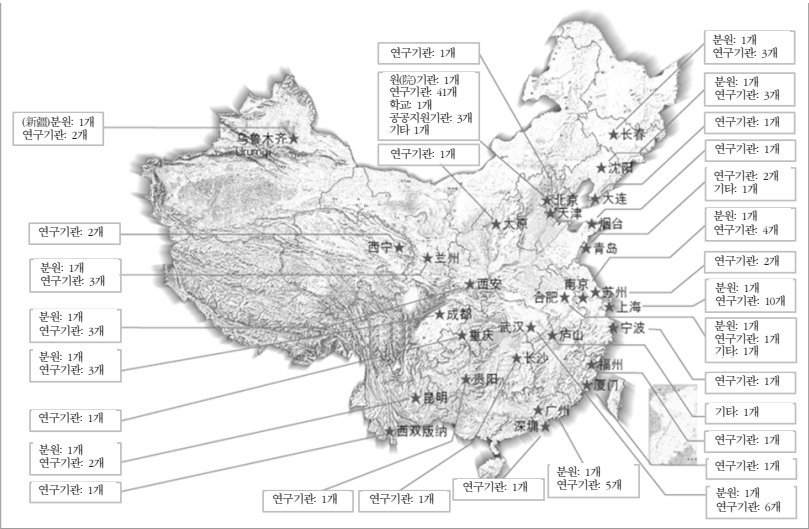 연구기관: 1개
원(院)기관: 1개
연구기관: 41개
학교: 1개
공공지원기관: 3개
기타 1개
연구기관: 1개
분원: 1개
연구기관: 3개
분원: 1개
연구기관: 3개
연구기관: 1개
연구기관: 1개
연구기관: 2개
기타: 1개
분원: 1개
연구기관: 4개
연구기관: 2개
분원: 1개
연구기관: 10개
분원: 1개
연구기관: 1개
기타: 1개
연구기관: 1개
기타: 1개
연구기관: 1개
연구기관: 1개
분원: 1개
연구기관: 6개
(新疆)분원: 1개
연구기관: 2개
연구기관: 2개
분원: 1개
연구기관: 3개
분원: 1개
연구기관: 3개
분원: 1개
연구기관: 3개
연구기관: 1개
분원: 1개
연구기관: 2개
연구기관: 1개
연구기관: 1개
연구기관: 1개
연구기관: 1개
분원: 1개
연구기관: 5개
乌鲁木齐
Urumqi
长春
沈阳
北京
天津
大连
太原
烟台
青岛
西宁
兰州
西安
南京
合肥
苏州
上海
成都
重庆
武汉
庐山
宁波
长沙
贵阳
福州
厦门
昆明
广州
深圳
西双版纳